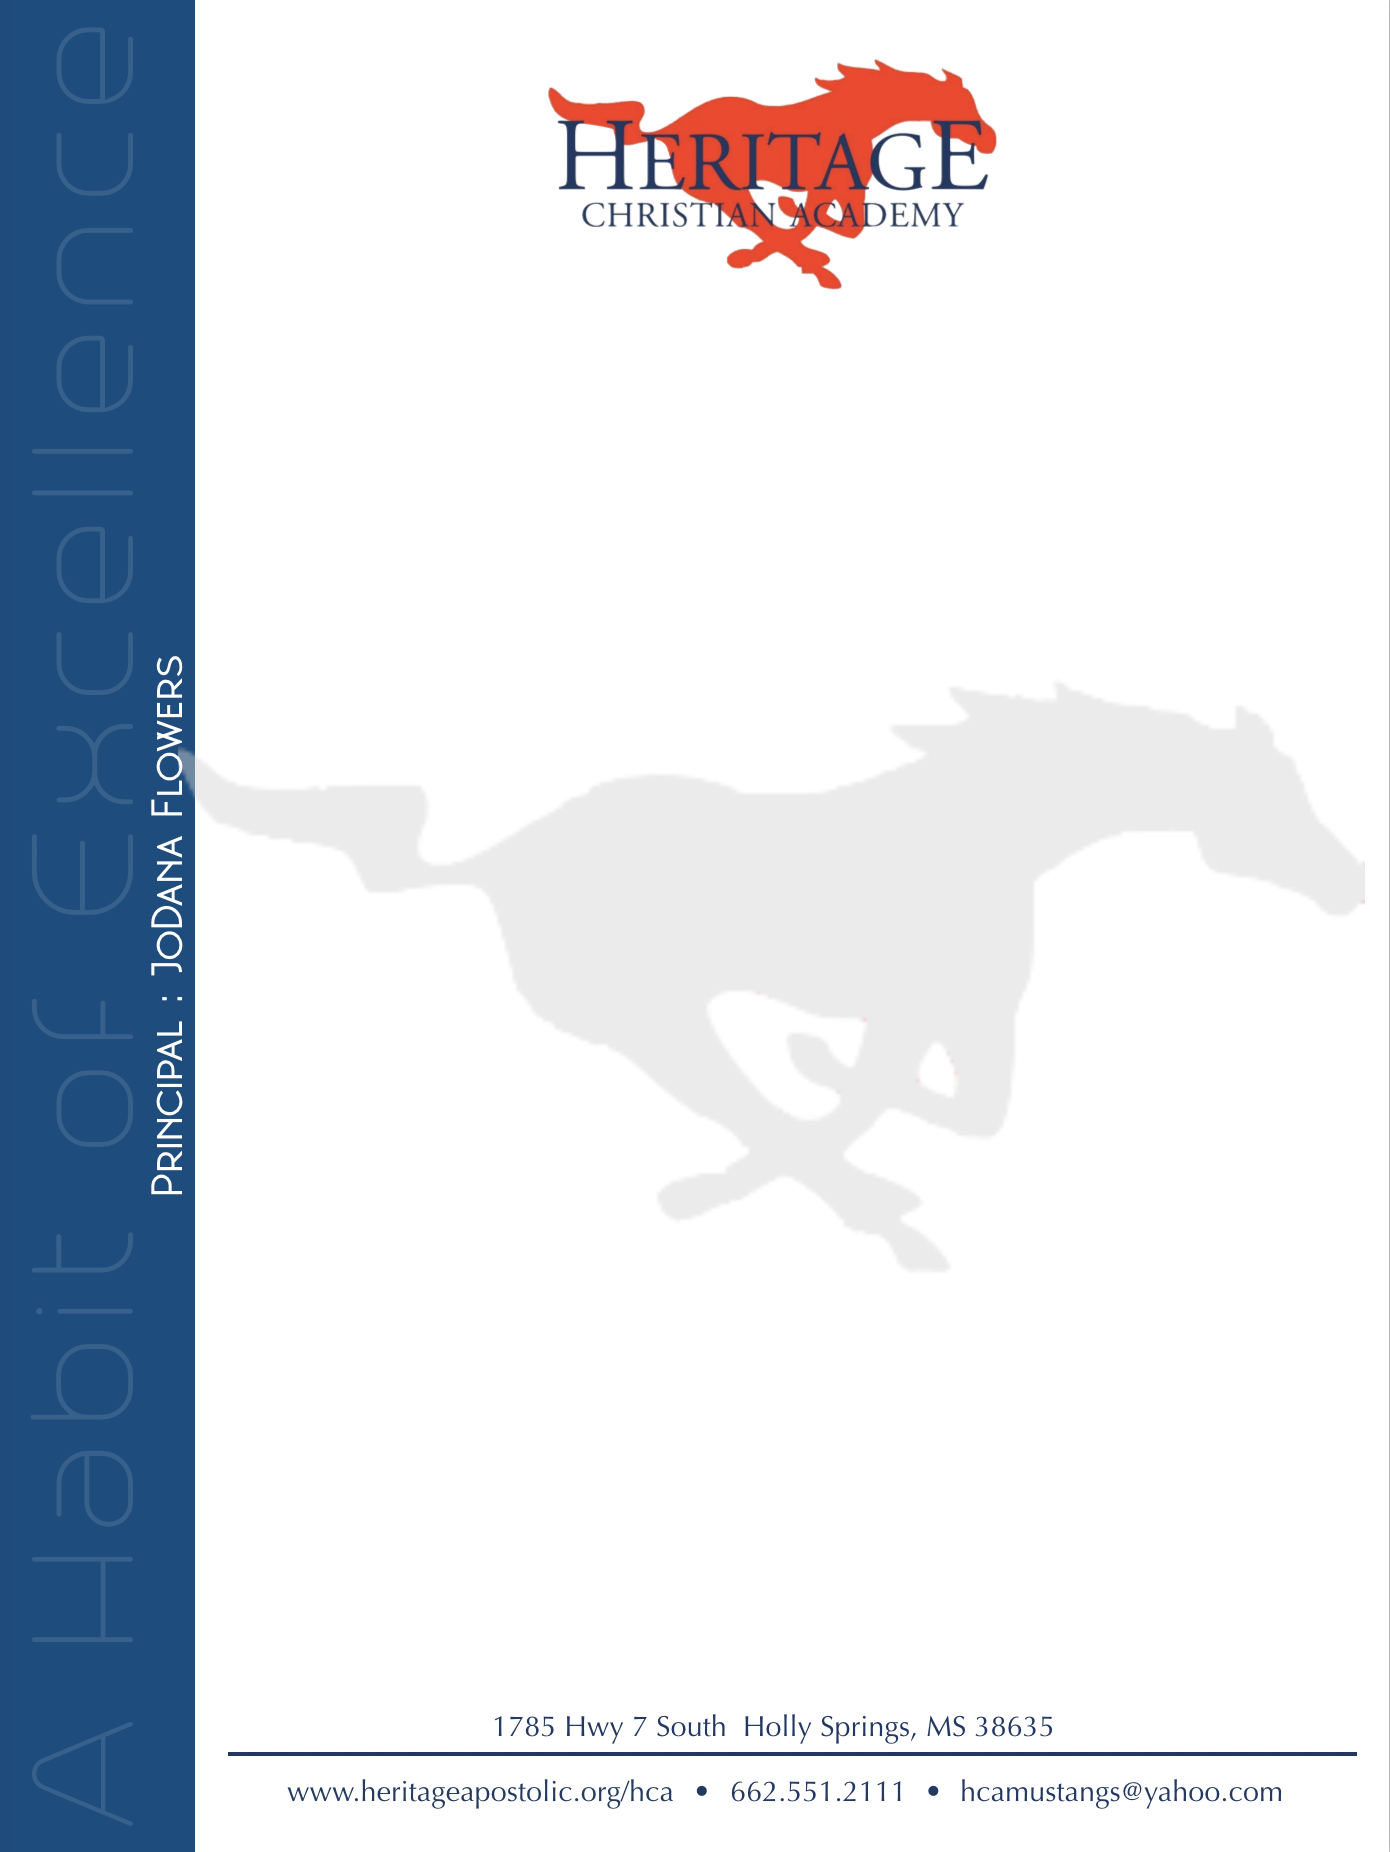 HERITAGE
CHRISTIAN ACADEMY
A Habit of Excellence
PRINCIPAL : JODANA FLOWERS
1785 Hwy 7 South  Holly Springs, MS 38635
www.heritageapostolic.org/hca • 662.551.2111 • hcamustangs@yahoo.com